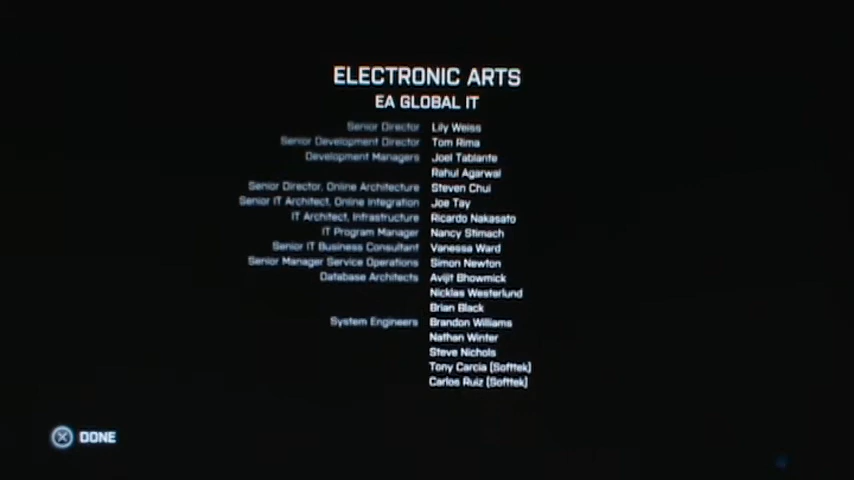 ELECTRONIC ARTS
EA GLOBAL IT
Senior Director Lily Weiss
Senior Development Director Tom Rima
Development Managers Joel Tablante
Rahul Agarwal
Senior Director, Online Architecture Steven Chui
Senior IT Architect, Online Integration Joe Tay
IT Architect, Infrastructure Ricardo Nakasato
IT Program Manager Nancy Stimach
Senior IT Business Consultant Vanessa Ward
Senior Manager Service Operations Simon Newton
Database Architects Avijit Bhowmick
Nicklas Westerlund
Brian Black
System Engineers Brandon Williams
Nathan Winter
Steve Nichols
Tony Carcia (Softtek)
Carlos Ruiz (Softtek)
DONE